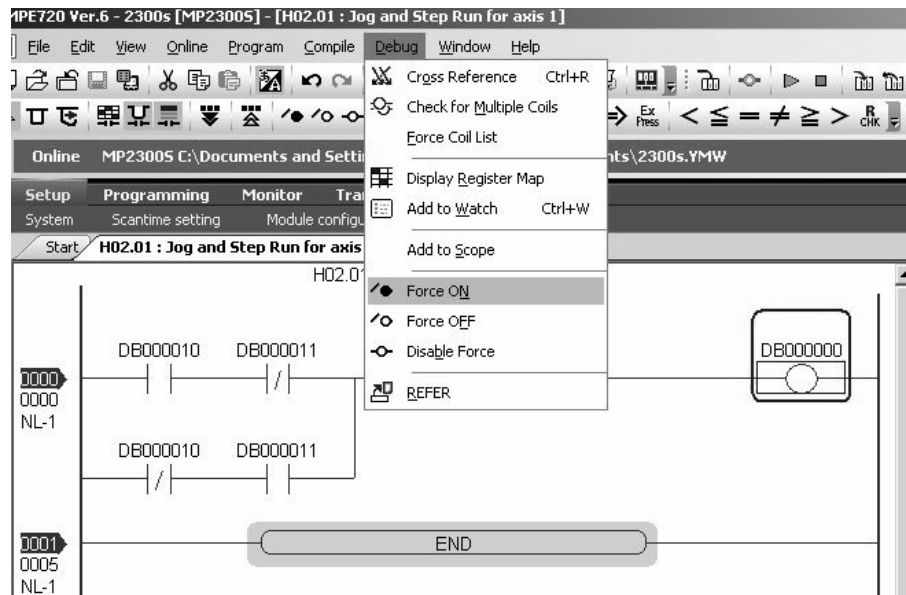 MPE720 Ver.6 - 2300s [MP2300S] - [H02.01 : Jog and Step Run for axis 1]
File Edit View Online Program Compile Debug Window Help
Cross Reference Ctrl+R
Check for Multiple Coils
Ex Press < ≦ = ≠ ≧ > R CHK
Force Coil List
Online MP2300S C:\Documents and Setti nts\2300s.YMW
Display Register Map
Setup Programming Monitor Tra
Add to Watch Ctrl+W
System Scantime setting Module configu
Start H02.01 : Jog and Step Run for axis
Add to Scope
H02.01
Force ON
Force OFF
DB000010 DB000011 Disable Force DB000000
0000
0000
REFER
NL-1
DB000010 DB000011
0001 END
0005
NL-1